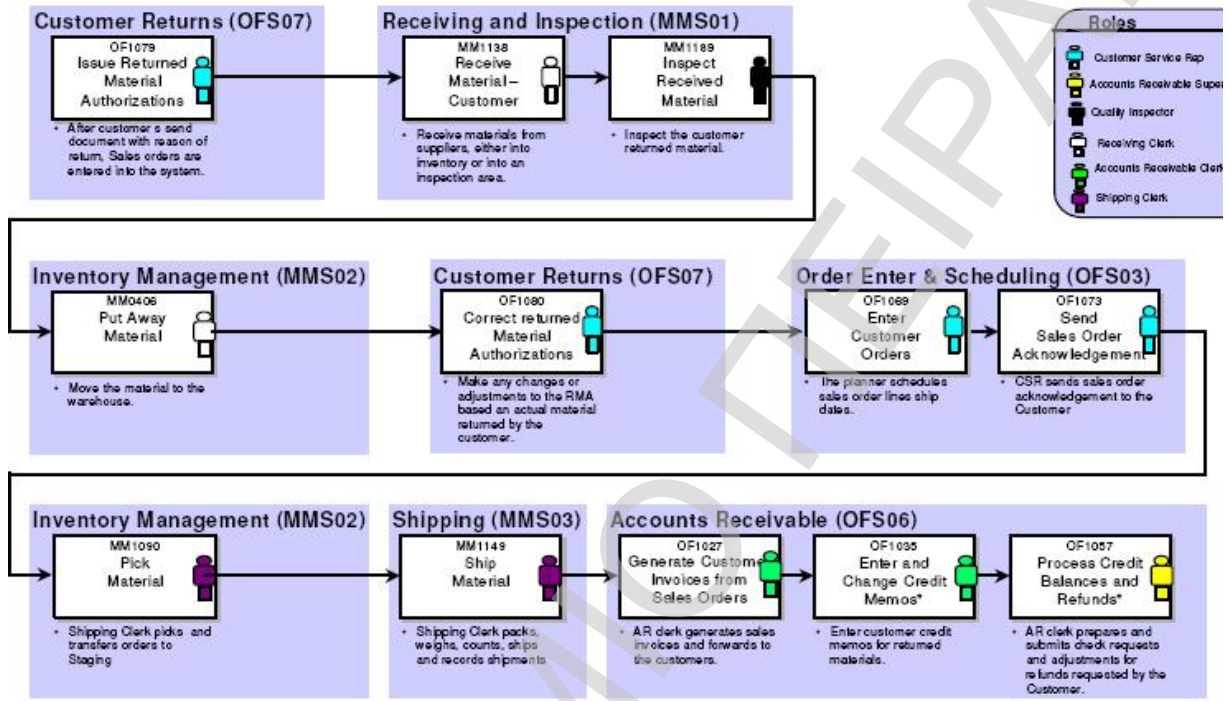 Customer Returns (OFS07)
OF1079
Issue Returned
Material
Authorizations
• After customer s send
document with reason of
return, Sales orders are
entered into the system.
Receiving and Inspection (MMS01)
MM1138
Receive
Material–
Customer
• Receive materials from
suppliers, either into
inventory or into an
inspection area.
MM1189
Inspect
Received
Material
• Inspect the customer
returned material.
Roles
Customer Service Rep
Accounts Receivable Super
Quality Inspector
Receiving Clerk
Accounts Receivable Clerk
Shipping Clerk
Inventory Management (MMS02)
MM0406
Put Away
Material
• Move the material to the
warehouse.
Customer Returns (OFS07)
OF1080
Correct returned
Material
Authorizations
• Make any changes or
adjustments to the RMA
based an actual material
returned by the
customer.
Order Enter & Scheduling (OFS03)
OF1069
Enter
Customer
Orders
• The planner schedules
sales order lines ship
dates.
OF1073
Send
Sales Order
Acknowledgement
• CSR sends sales order
acknowledgement to the
Customer
Inventory Management (MMS02)
MM1090
Pick
Material
• Shipping Clerk picks and
transfers orders to
Staging
Shipping (MMS03)
MM1149
Ship
Material
• Shipping Clerk packs,
weighs, counts, ships
and records shipments
Accounts Receivable (OFS06)
OF1027
Generate Custome
Invoices from
Sales Orders
• AR clerk generates sales
invoices and forwards to
the customers.
OF1035
Enter and
Change Credit
Memos*
• Enter customer credit
memos for returned
materials.
OF1057
Process Credit
Balances and
Refunds*
• AR clerk prepares and
submits check requests
and adjustments for
refunds requested by the
Customer.